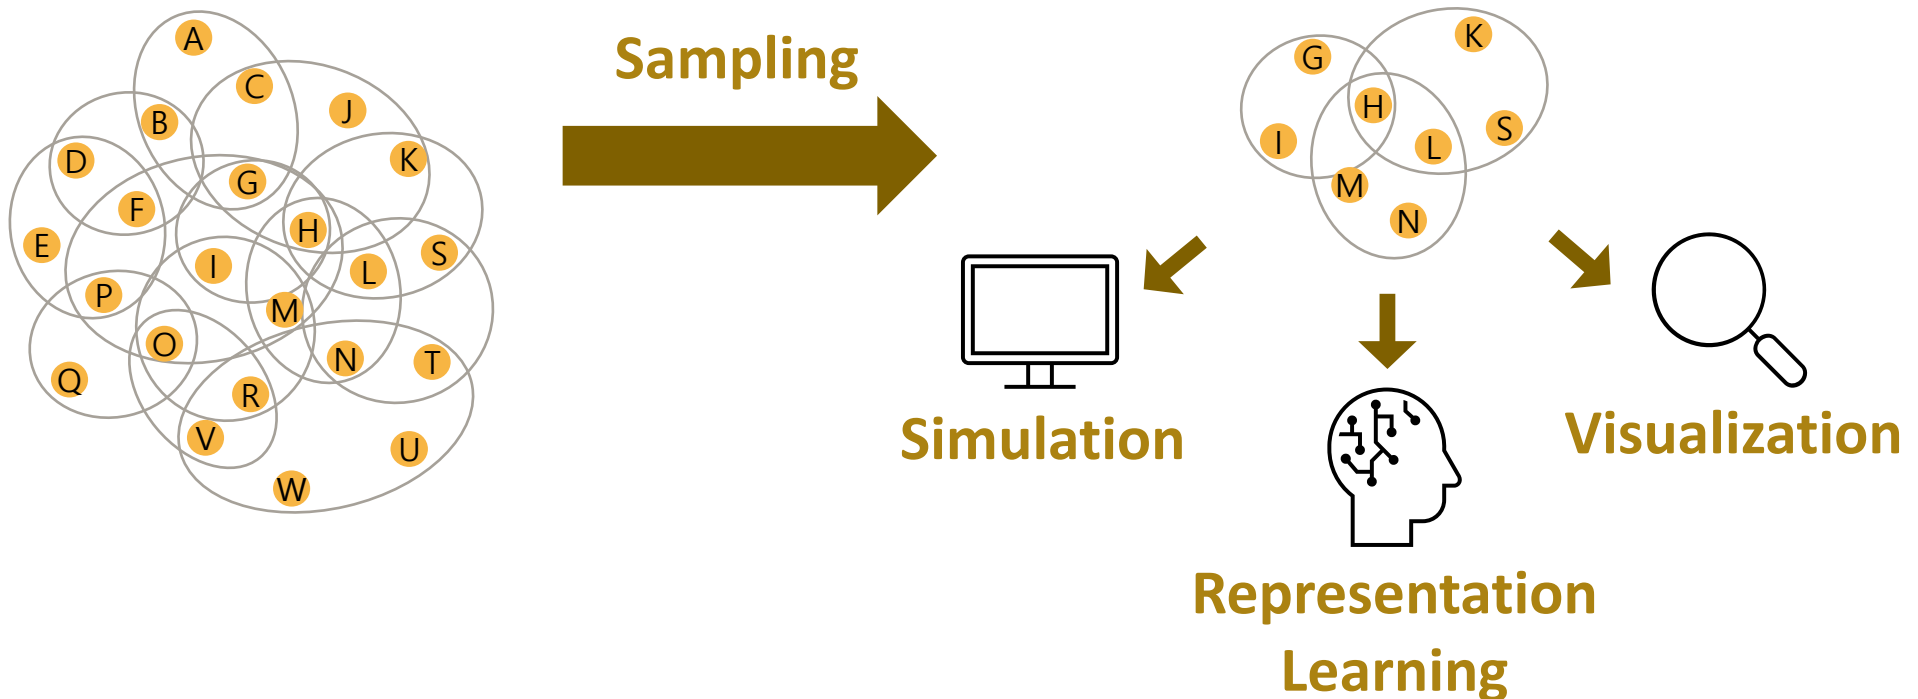 A
C
J
B
D
K
G
F
H
E
S
I
L
P
M
O
N
T
Q
R
V
U
W
Sampling
K
G
H
S
I
L
M
N
Simulation
Visualization
Representation
Learning